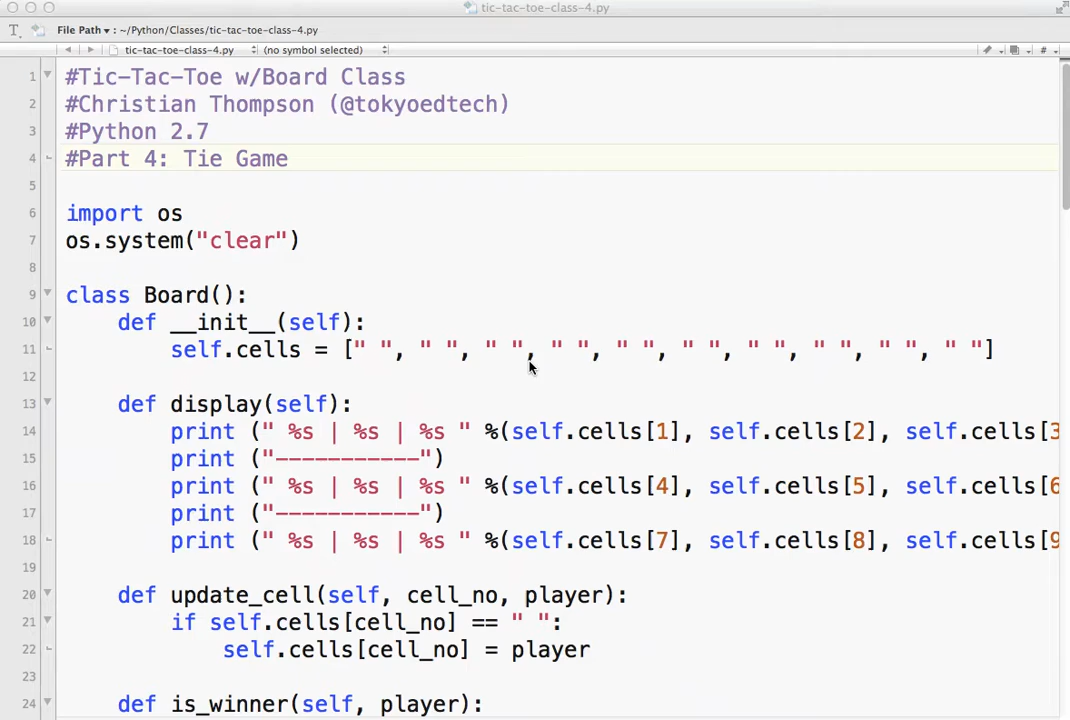 tic-tac-toe-class-4.py
File Path ▾ : ~/Python/Classes/tic-tac-toe-class-4.py
tic-tac-toe-class-4.py (no symbol selected) #
1 #Tic-Tac-Toe w/Board Class
2 #Christian Thompson (@tokyoedtech)
3 #Python 2.7
4 #Part 4: Tie Game
5
6 import os
7 os.system("clear")
8
9 class Board():
10 def __init__(self):
11 self.cells = [" ", " ", " ", " ", " ", " ", " ", " ", " ", " "]
12
13 def display(self):
14 print (" %s | %s | %s " %(self.cells[1], self.cells[2], self.cells[3
15 print ("-----------")
16 print (" %s | %s | %s " %(self.cells[4], self.cells[5], self.cells[6
17 print ("-----------")
18 print (" %s | %s | %s " %(self.cells[7], self.cells[8], self.cells[9
19
20 def update_cell(self, cell_no, player):
21 if self.cells[cell_no] == " ":
22 self.cells[cell_no] = player
23
24 def is_winner(self, player):